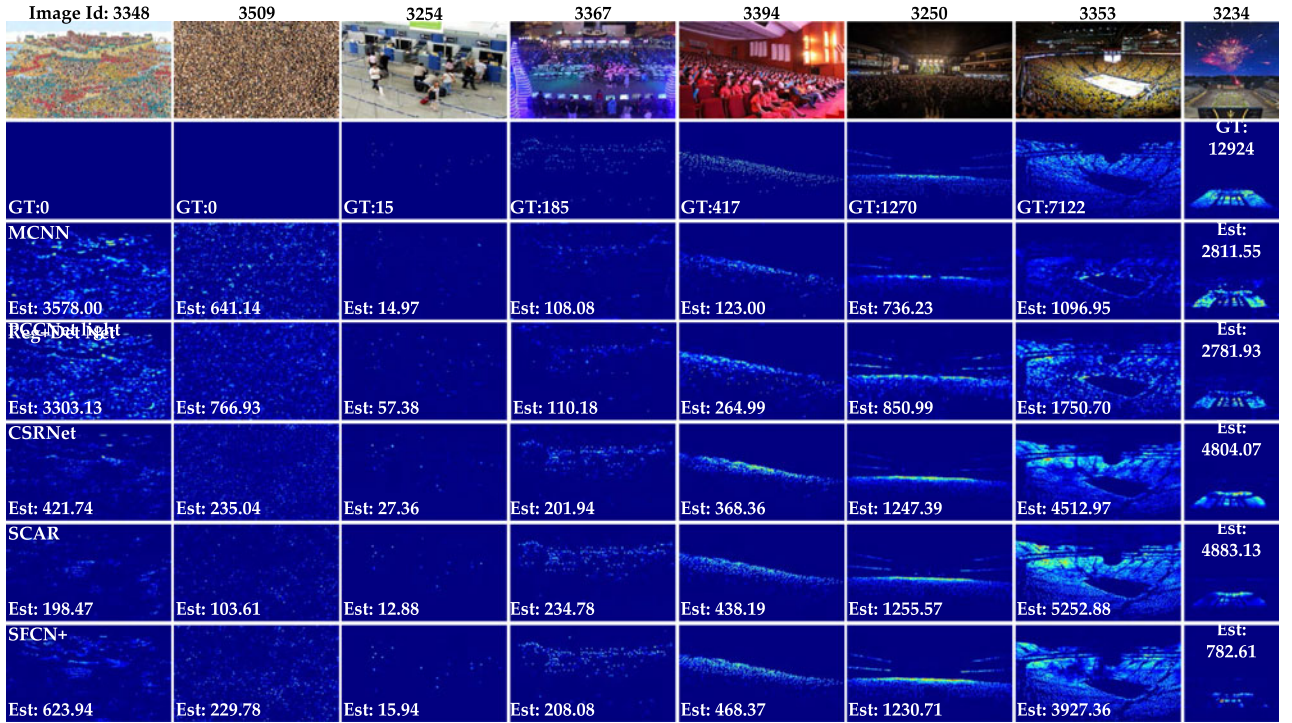 Image Id: 3348 3509 3254 3367 3394 3250 3353 3234
GT:0 GT:0 GT:15 GT:185 GT:417 GT:1270 GT:7122 GT: 12924
MCNN
Est: 3578.00 Est: 641.14 Est: 14.97 Est: 108.08 Est: 123.00 Est: 736.23 Est: 1096.95 Est: 2811.55
PCCNet light
Reg+Det Net
Est: 3303.13 Est: 766.93 Est: 57.38 Est: 110.18 Est: 264.99 Est: 850.99 Est: 1750.70 Est: 2781.93
CSRNet
Est: 421.74 Est: 235.04 Est: 27.36 Est: 201.94 Est: 368.36 Est: 1247.39 Est: 4512.97 Est: 4804.07
SCAR
Est: 198.47 Est: 103.61 Est: 12.88 Est: 234.78 Est: 438.19 Est: 1255.57 Est: 5252.88 Est: 4883.13
SFCN+
Est: 623.94 Est: 229.78 Est: 15.94 Est: 208.08 Est: 468.37 Est: 1230.71 Est: 3927.36 Est: 782.61